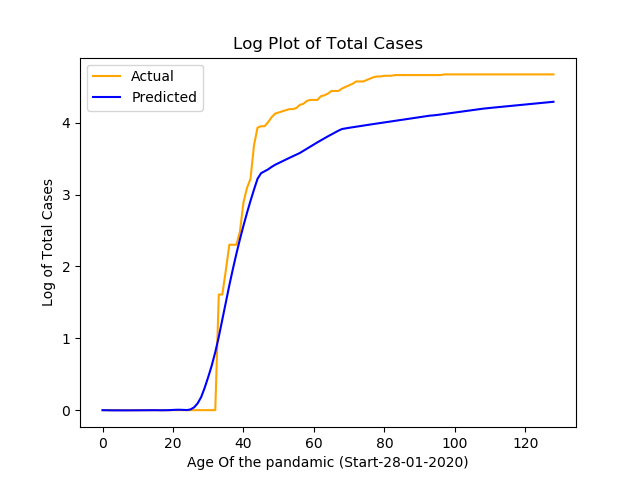 Log Plot of Total Cases
Actual
Predicted
Log of Total Cases
4
3
2
1
0
0 20 40 60 80 100 120
Age Of the pandamic (Start-28-01-2020)